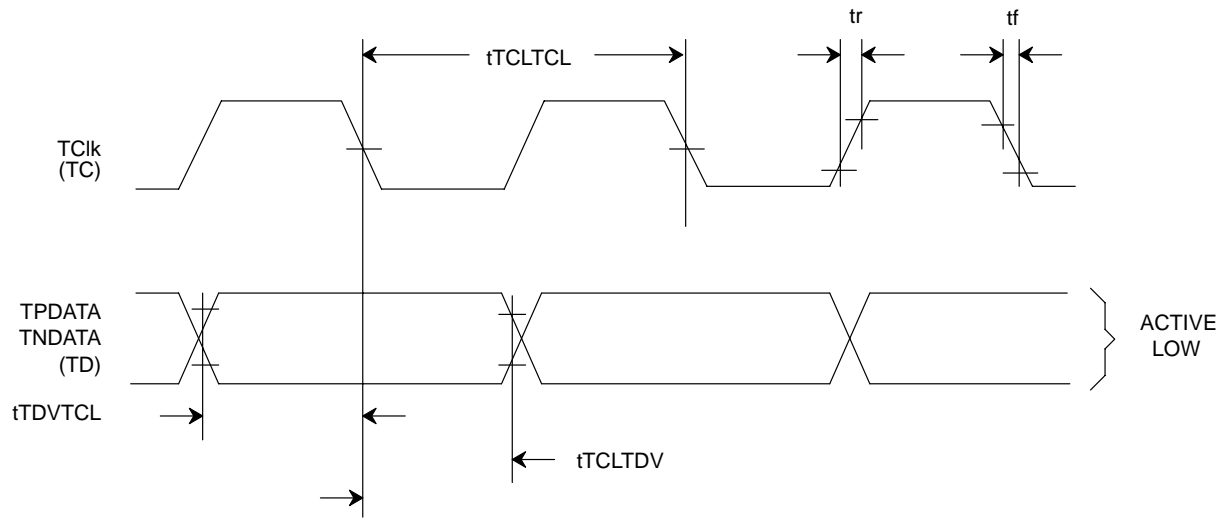 tr
tf
tTCLTCL
TClk
(TC)
TPDATA
TNDATA
(TD)
ACTIVE
LOW
tTDVTCL
tTCLTDV